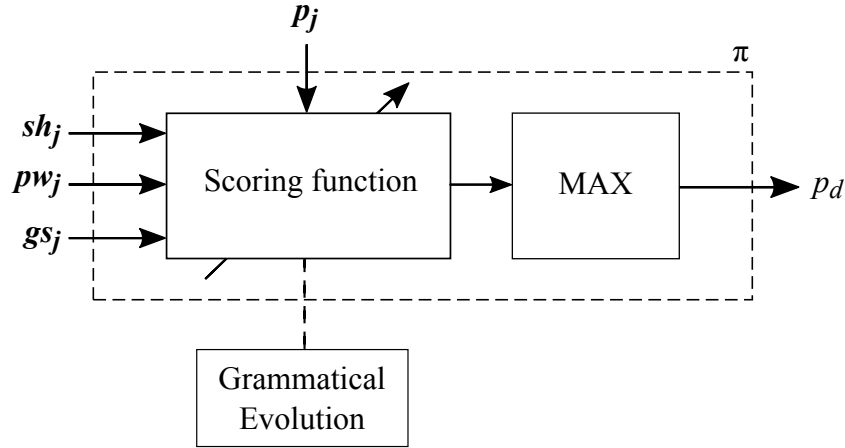 p_j
π
sh_j
pw_j
gs_j
Scoring function
MAX
p_d
Grammatical
Evolution